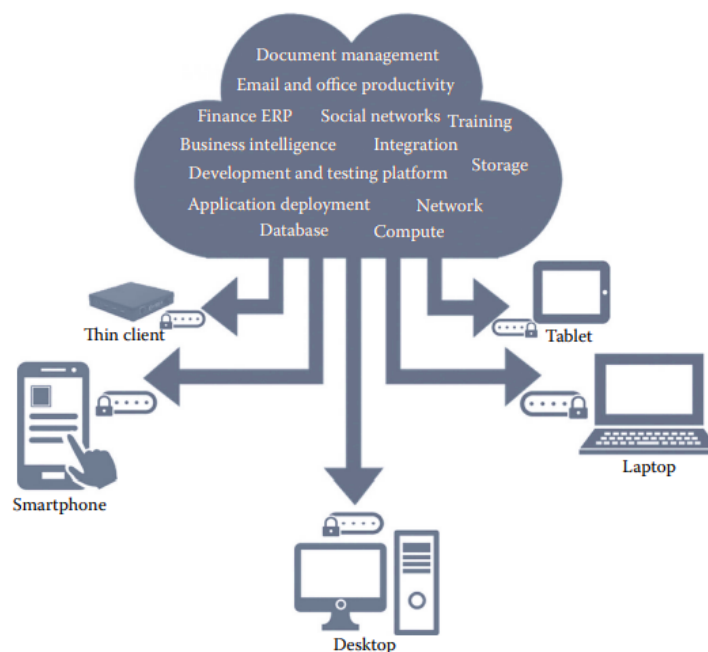 Document management
Email and office productivity
Finance ERP Social networks Training
Business intelligence Integration
Development and testing platform Storage
Application deployment Network
Database Compute
Thin client
Tablet
Smartphone
Laptop
Desktop